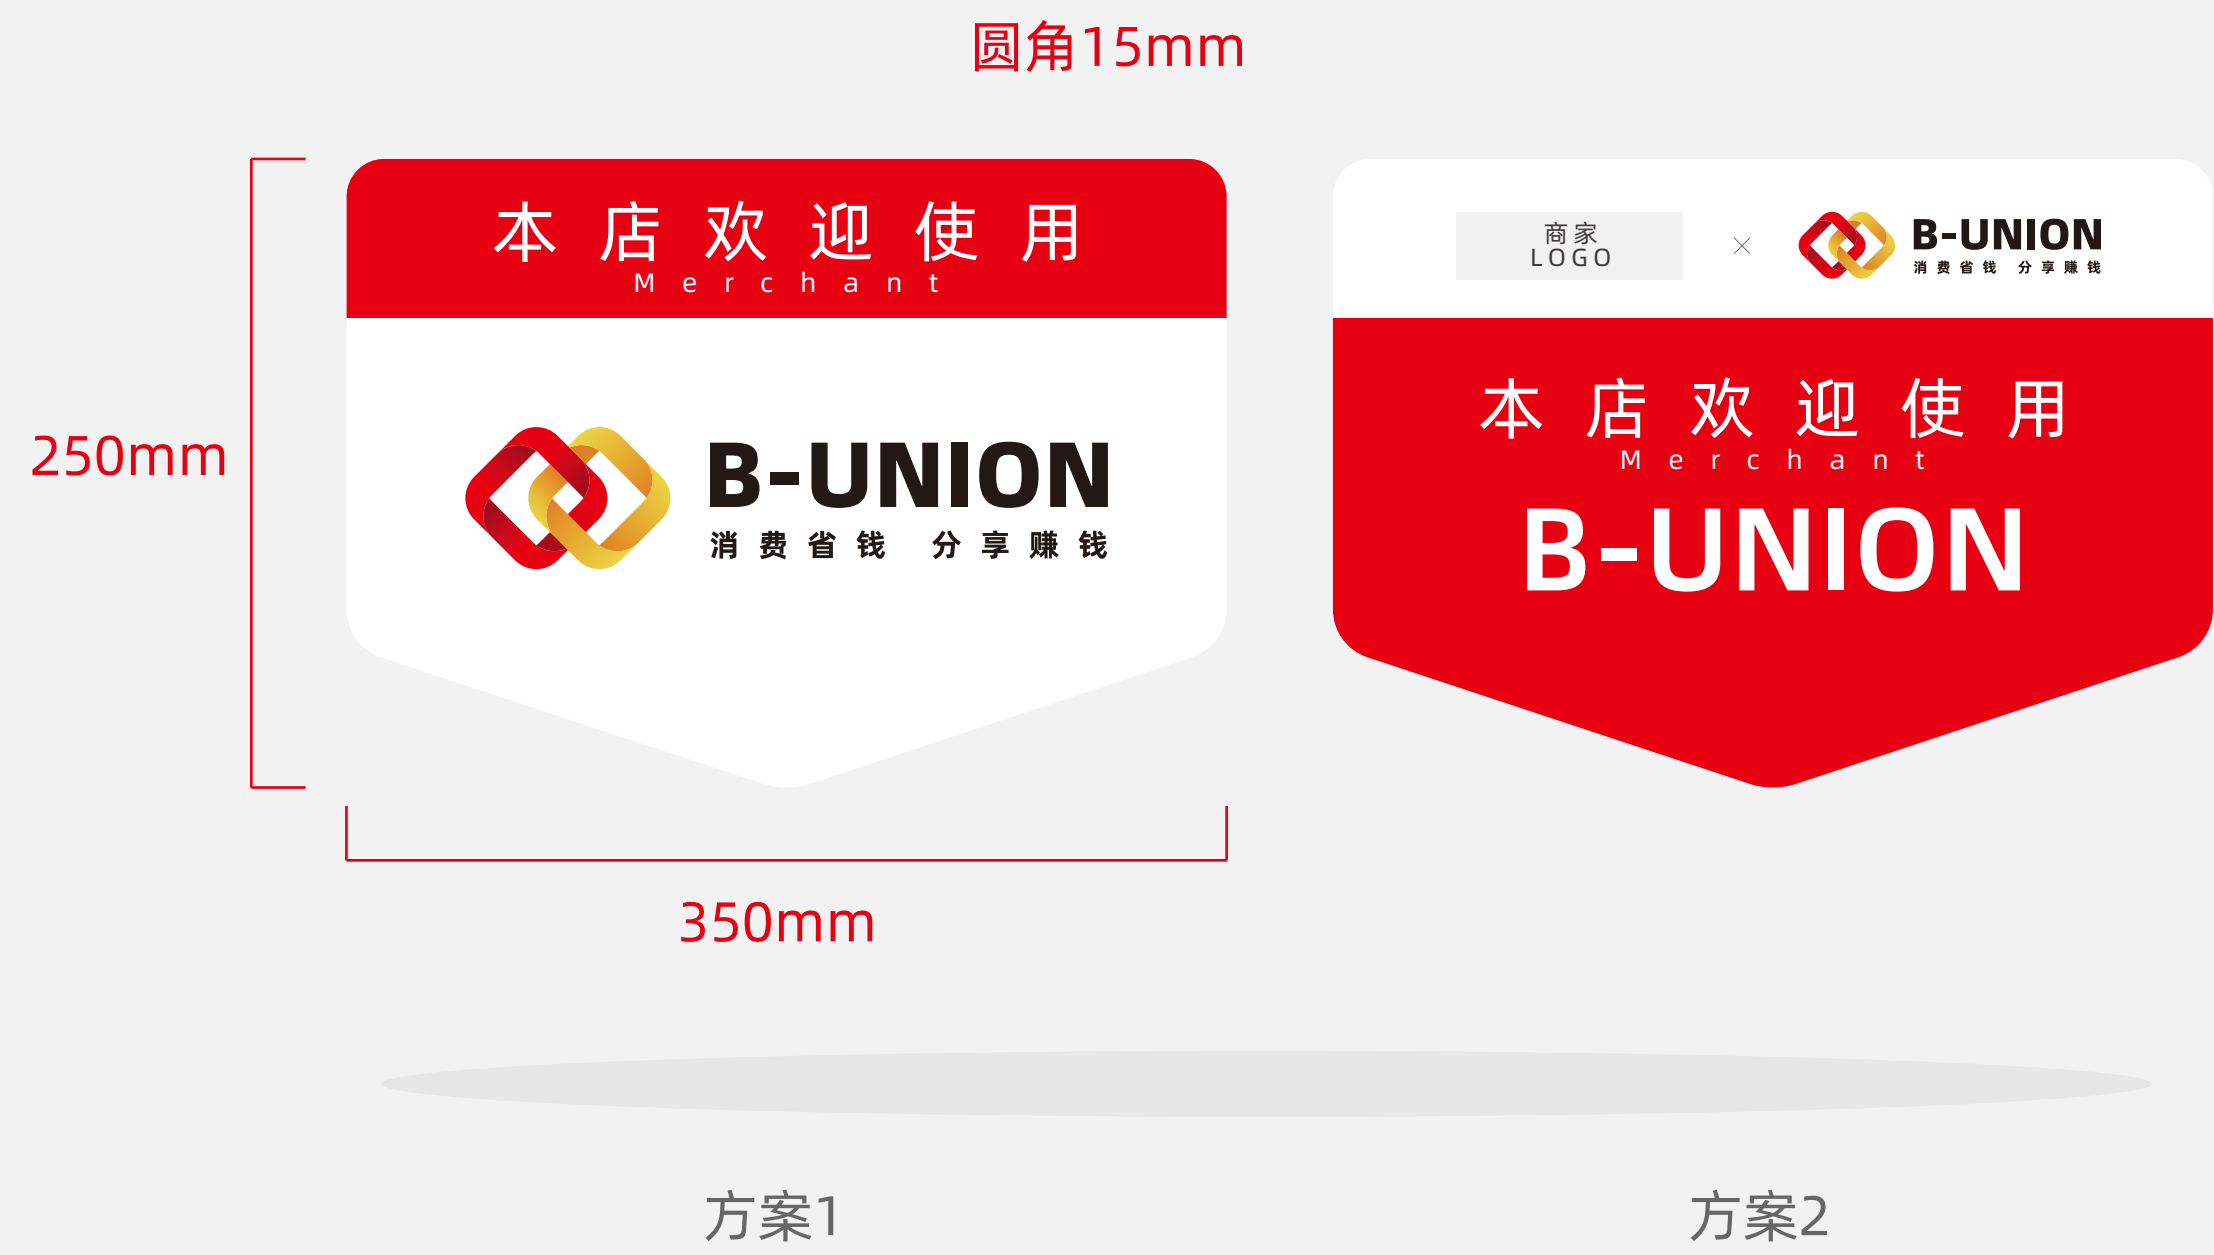 圆角15mm
本店欢迎使用
Merchant
B-UNION
消费省钱 分享赚钱
250mm
350mm
方案1
商家
LOGO
×
B-UNION
消费省钱 分享赚钱
本店欢迎使用
Merchant
B-UNION
方案2